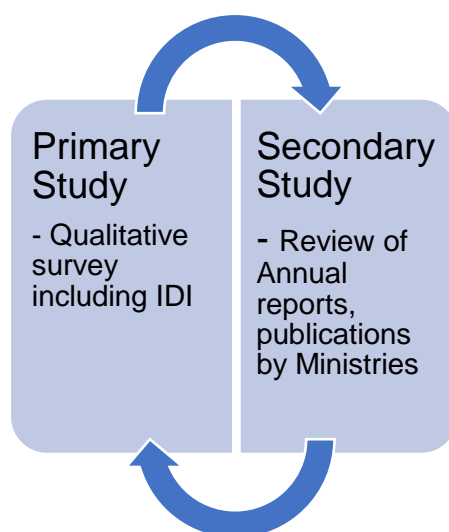 Primary
Study
- Qualitative
survey
including IDI
Secondary
Study
- Review of
Annual
reports,
publications
by Ministries